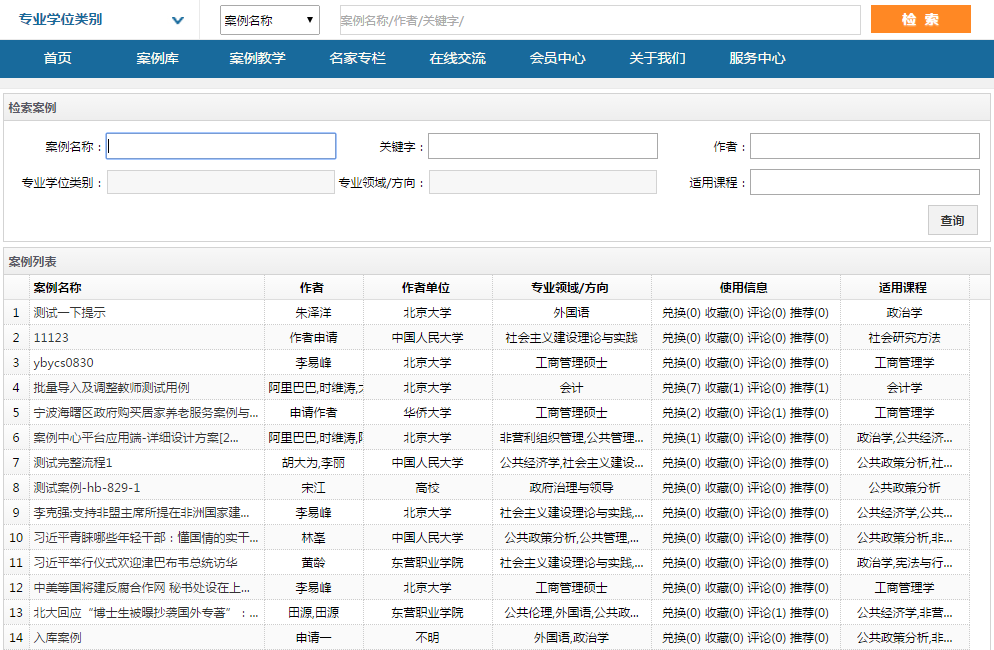 专业学位类别 案例名称 案例名称/作者/关键字/ 检 索
首页 案例库 案例教学 名家专栏 在线交流 会员中心 关于我们 服务中心
检索案例
案例名称： 关键字： 作者：
专业学位类别： 专业领域/方向： 适用课程：
查询
案例列表
案例名称 作者 作者单位 专业领域/方向 使用信息 适用课程
1 测试一下提示 朱泽洋 北京大学 外国语 兑换(0) 收藏(0) 评论(0) 推荐(0) 政治学
2 11123 作者申请 中国人民大学 社会主义建设理论与实践 兑换(0) 收藏(0) 评论(0) 推荐(0) 社会研究方法
3 ybycs0830 李易峰 北京大学 工商管理硕士 兑换(0) 收藏(0) 评论(0) 推荐(0) 工商管理学
4 批量导入及调整教师测试用例 阿里巴巴,时维涛, 北京大学 会计 兑换(7) 收藏(1) 评论(0) 推荐(1) 会计学
5 宁波海曙区政府购买居家养老服务案例与... 申请作者 华侨大学 工商管理硕士 兑换(2) 收藏(0) 评论(1) 推荐(0) 工商管理学
6 案例中心平台应用端-详细设计方案[2... 阿里巴巴,时维涛, 北京大学 非营利组织管理,公共管理... 兑换(1) 收藏(0) 评论(0) 推荐(0) 政治学,公共经济...
7 测试完整流程1 胡大为,李丽 中国人民大学 公共经济学,社会主义建设... 兑换(0) 收藏(0) 评论(0) 推荐(0) 公共政策分析,社...
8 测试案例-hb-829-1 宋江 高校 政府治理与领导 兑换(0) 收藏(0) 评论(0) 推荐(0) 公共政策分析
9 李克强:支持非盟主席所提在非洲国家建... 李易峰 北京大学 社会主义建设理论与实践,... 兑换(0) 收藏(0) 评论(0) 推荐(0) 公共经济学,公共...
10 习近平青睐哪些年轻干部：懂国情的实干... 林峯 中国人民大学 公共政策分析,公共管理,... 兑换(0) 收藏(0) 评论(0) 推荐(0) 公共政策分析,非...
11 习近平举行仪式欢迎津巴布韦总统访华 黄龄 东营职业学院 社会主义建设理论与实践,... 兑换(0) 收藏(0) 评论(0) 推荐(0) 政治学,宪法与行...
12 中美等国将建反腐合作网 秘书处设在上... 李易峰 北京大学 工商管理硕士 兑换(0) 收藏(0) 评论(0) 推荐(0) 工商管理学
13 北大回应“博士生被曝抄袭国外专著”：... 田源,田源 东营职业学院 公共伦理,外国语,公共政... 兑换(0) 收藏(0) 评论(1) 推荐(0) 公共经济学,非营...
14 入库案例 申请一 不明 外国语,政治学 兑换(0) 收藏(0) 评论(0) 推荐(0) 公共政策分析,非...